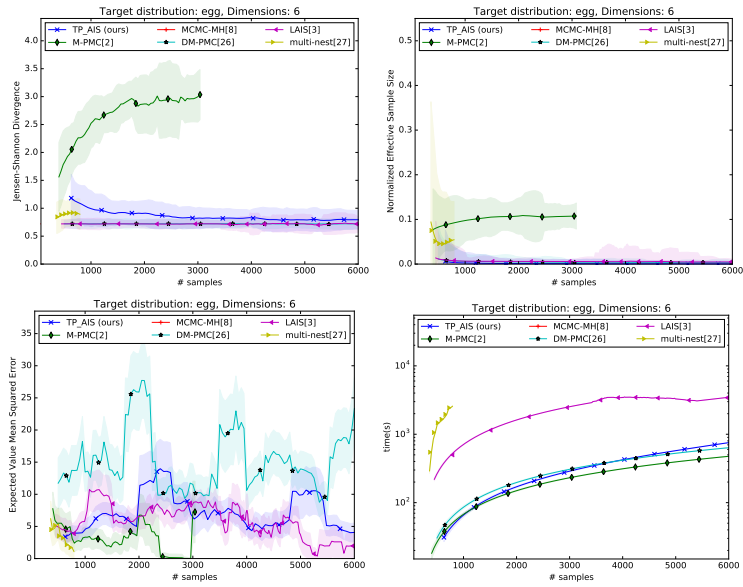 Target distribution: egg, Dimensions: 6
TP_AIS (ours) MCMC-MH[8] LAIS[3]
M-PMC[2] DM-PMC[26] multi-nest[27]
Jensen-Shannon Divergence
4.0
3.5
3.0
2.5
2.0
1.5
1.0
0.5
0.0
1000 2000 3000 4000 5000 6000
# samples
Target distribution: egg, Dimensions: 6
TP_AIS (ours) MCMC-MH[8] LAIS[3]
M-PMC[2] DM-PMC[26] multi-nest[27]
Normalized Effective Sample Size
0.5
0.4
0.3
0.2
0.1
0.0
1000 2000 3000 4000 5000 6000
# samples
Target distribution: egg, Dimensions: 6
TP_AIS (ours) MCMC-MH[8] LAIS[3]
M-PMC[2] DM-PMC[26] multi-nest[27]
Expected Value Mean Squared Error
35
30
25
20
15
10
5
0
1000 2000 3000 4000 5000 6000
# samples
Target distribution: egg, Dimensions: 6
TP_AIS (ours) MCMC-MH[8] LAIS[3]
M-PMC[2] DM-PMC[26] multi-nest[27]
time(s)
10^4
10^3
10^2
1000 2000 3000 4000 5000 6000
# samples